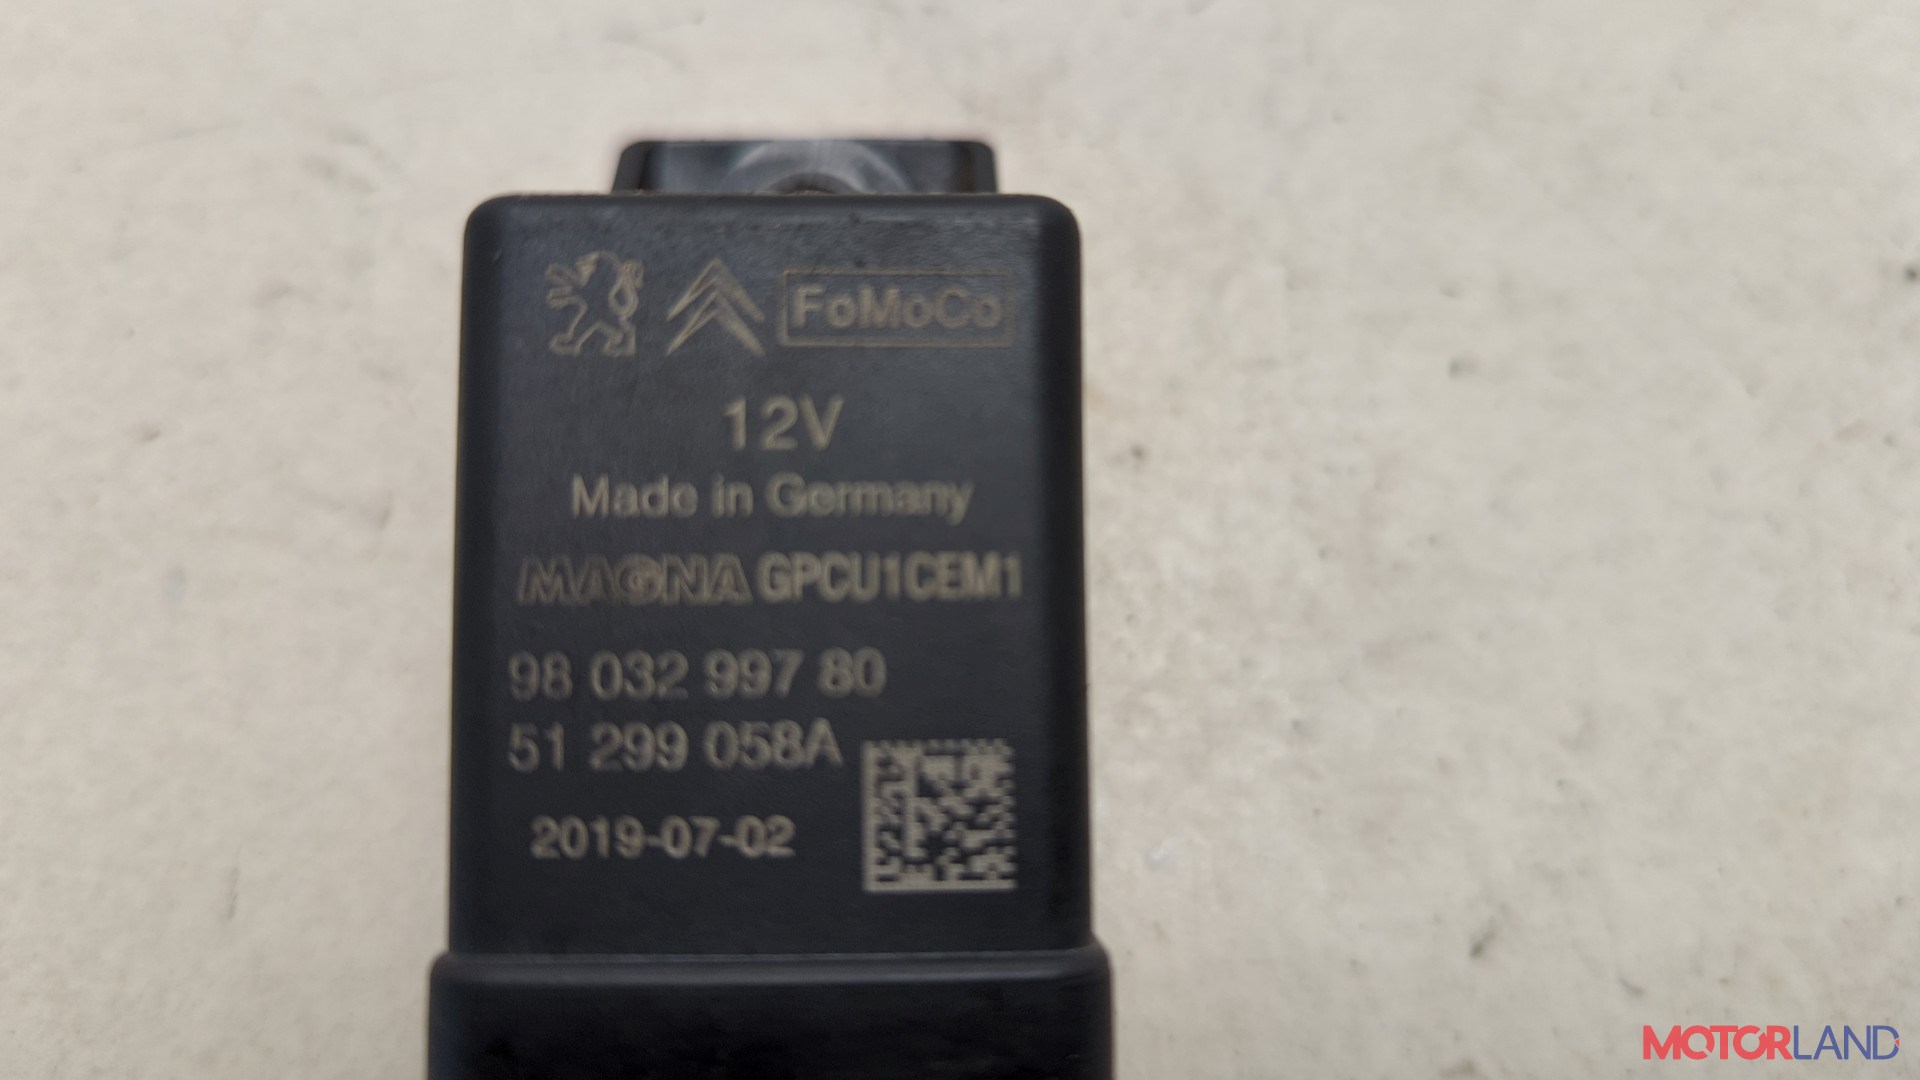 FoMoCo
12V
Made in Germany
MAGNA GPCU1CEM1
98 032 997 80
51 299 058A
2019-07-02
MOTORLAND